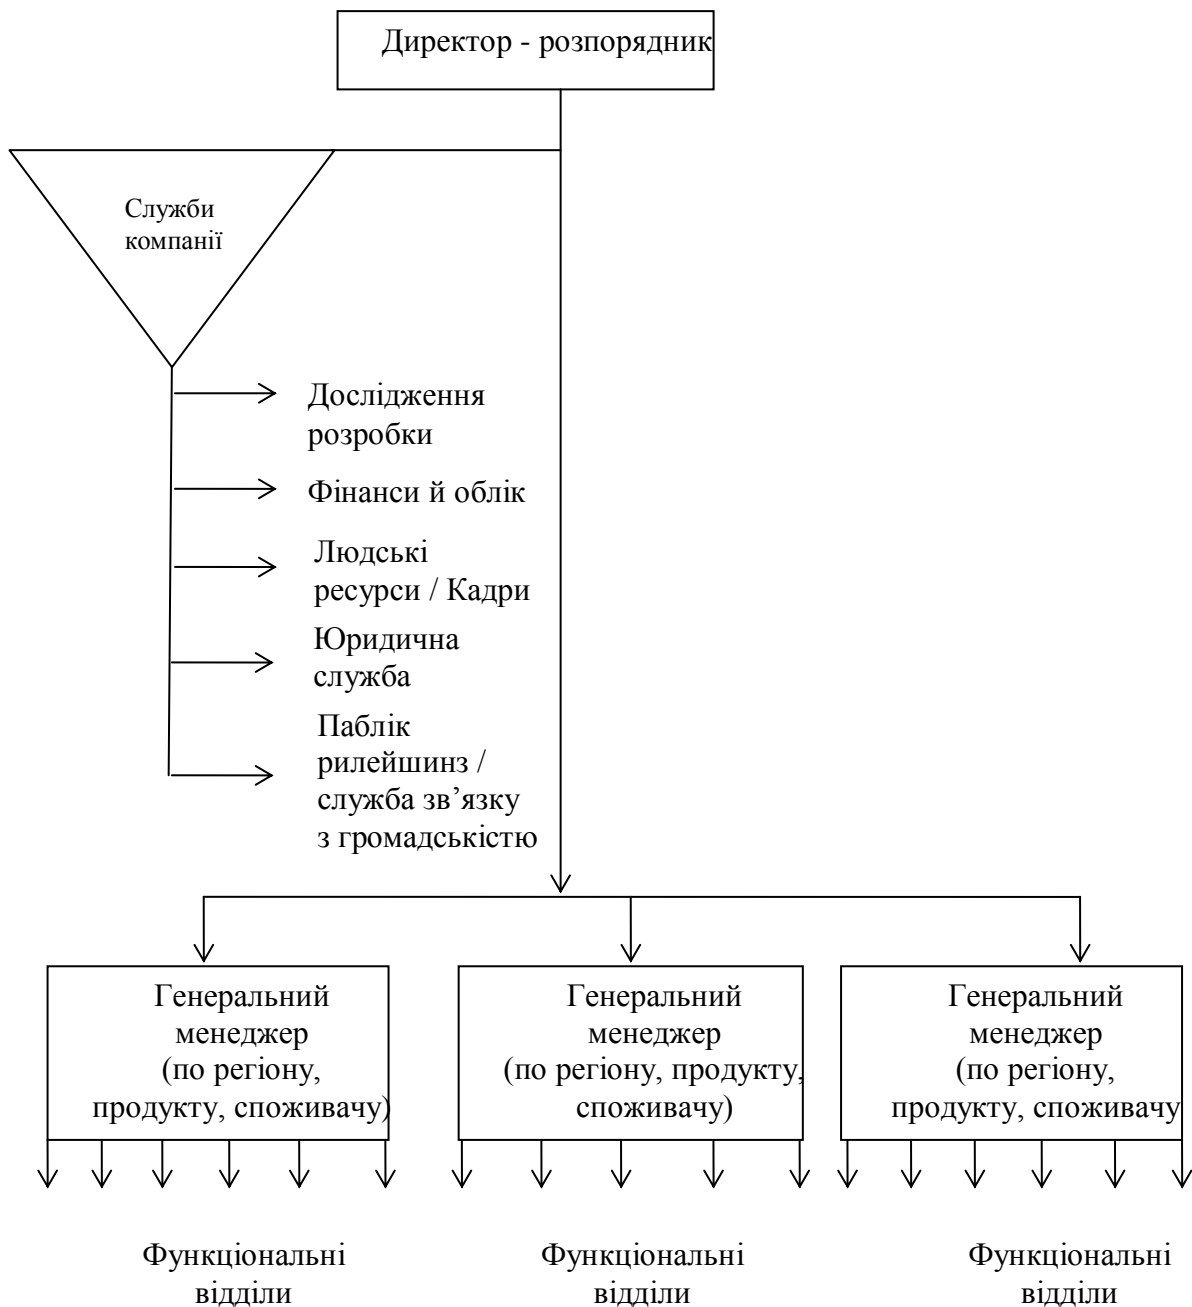 Директор - розпорядник
Служби
компанії
Дослідження
розробки
Фінанси й облік
Людські
ресурси / Кадри
Юридична
служба
Паблік
рилейшинз /
служба зв’язку
з громадськістю
Генеральний
менеджер
(по регіону,
продукту, споживачу)
Генеральний
менеджер
(по регіону, продукту,
споживачу)
Генеральний
менеджер
(по регіону,
продукту, споживачу
Функціональні
відділи
Функціональні
відділи
Функціональні
відділи